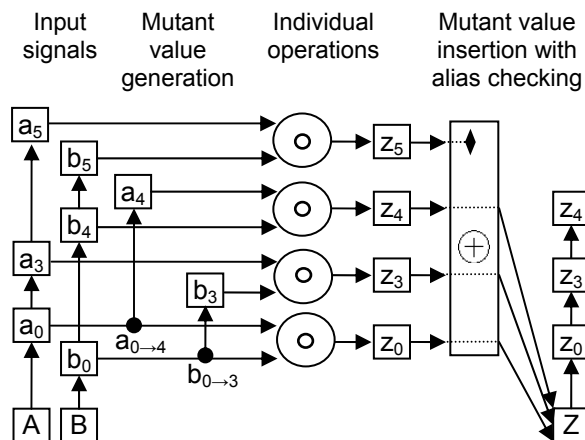 Input signals
Mutant value generation
Individual operations
Mutant value insertion with alias checking
a5
z5
b5
a4
z4
z4
b4
a3
z3
z3
b3
a0
a0→4
z0
z0
b0
b0→3
A
B
Z